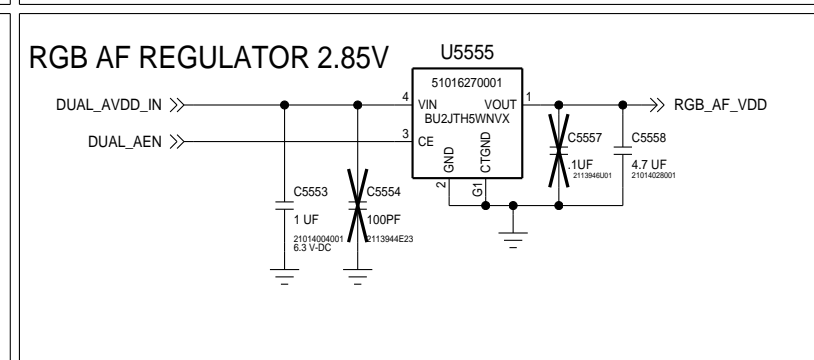 RGB AF REGULATOR 2.85V
U5555
51016270001
DUAL_AVDD_IN
4
VIN
VOUT
1
RGB_AF_VDD
BU2JTH5WNVX
DUAL_AEN
3
CE
GND
CTGND
2
G1
C5557
.1UF
2113946U01
C5558
4.7 UF
21014028001
C5553
1 UF
21014004001
6.3 V-DC
C5554
100PF
2113944E23